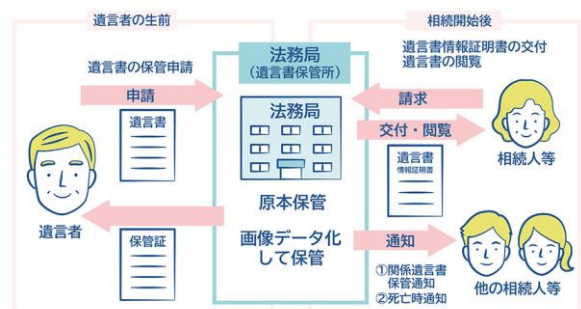 遺言者の生前
遺言書の保管申請
申請
遺言書
遺言者
保管証
法務局
（遺言書保管所）
法務局
原本保管
画像データ化
して保管
相続開始後
遺言書情報証明書の交付
遺言書の閲覧
請求
交付・閲覧
遺言書
情報証明書
相続人等
通知
①関係遺言書
保管通知
②死亡時通知
他の相続人等